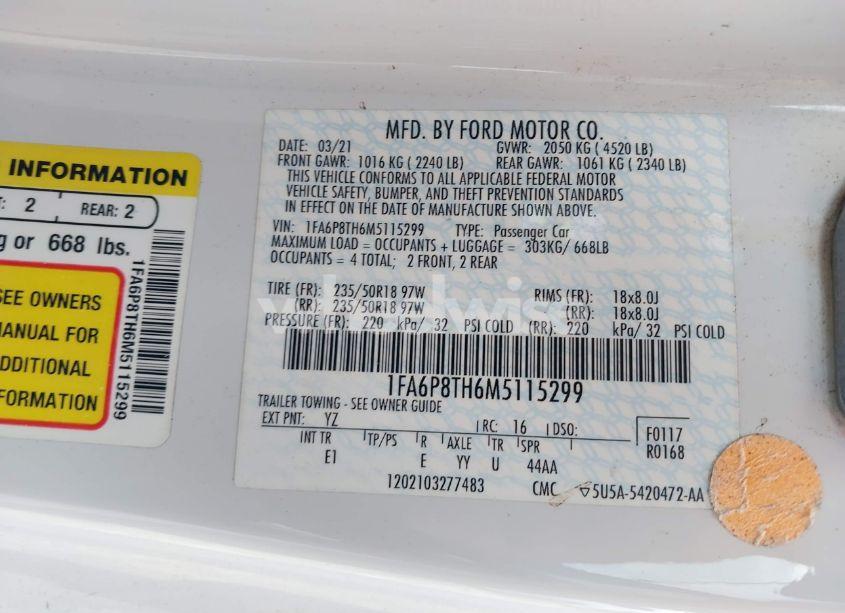 INFORMATION
: 2 REAR: 2
g or 668 lbs.
SEE OWNERS
MANUAL FOR
ADDITIONAL
FORMATION
1FA6P8TH6M5115299
MFD. BY FORD MOTOR CO.
DATE: 03/21 GVWR: 2050 KG ( 4520 LB)
FRONT GAWR: 1016 KG ( 2240 LB) REAR GAWR: 1061 KG ( 2340 LB)
THIS VEHICLE CONFORMS TO ALL APPLICABLE FEDERAL MOTOR
VEHICLE SAFETY, BUMPER, AND THEFT PREVENTION STANDARDS
IN EFFECT ON THE DATE OF MANUFACTURE SHOWN ABOVE.
VIN: 1FA6P8TH6M5115299 TYPE: Passenger Car
MAXIMUM LOAD = OCCUPANTS + LUGGAGE = 303KG/ 668LB
OCCUPANTS = 4 TOTAL; 2 FRONT, 2 REAR
TIRE (FR): 235/50R18 97W RIMS (FR): 18x8.0J
(RR): 235/50R18 97W (RR): 18x8.0J
PRESSURE (FR): 220 kPa/ 32 PSI COLD (RR): 220 kPa/ 32 PSI COLD
1FA6P8TH6M5115299
TRAILER TOWING - SEE OWNER GUIDE
EXT PNT: YZ RC: 16 DSO: F0117
R0168
INT TR TP/PS R AXLE TR SPR
E1 E YY U 44AA
1202103277483 CMC 5U5A-5420472-AA